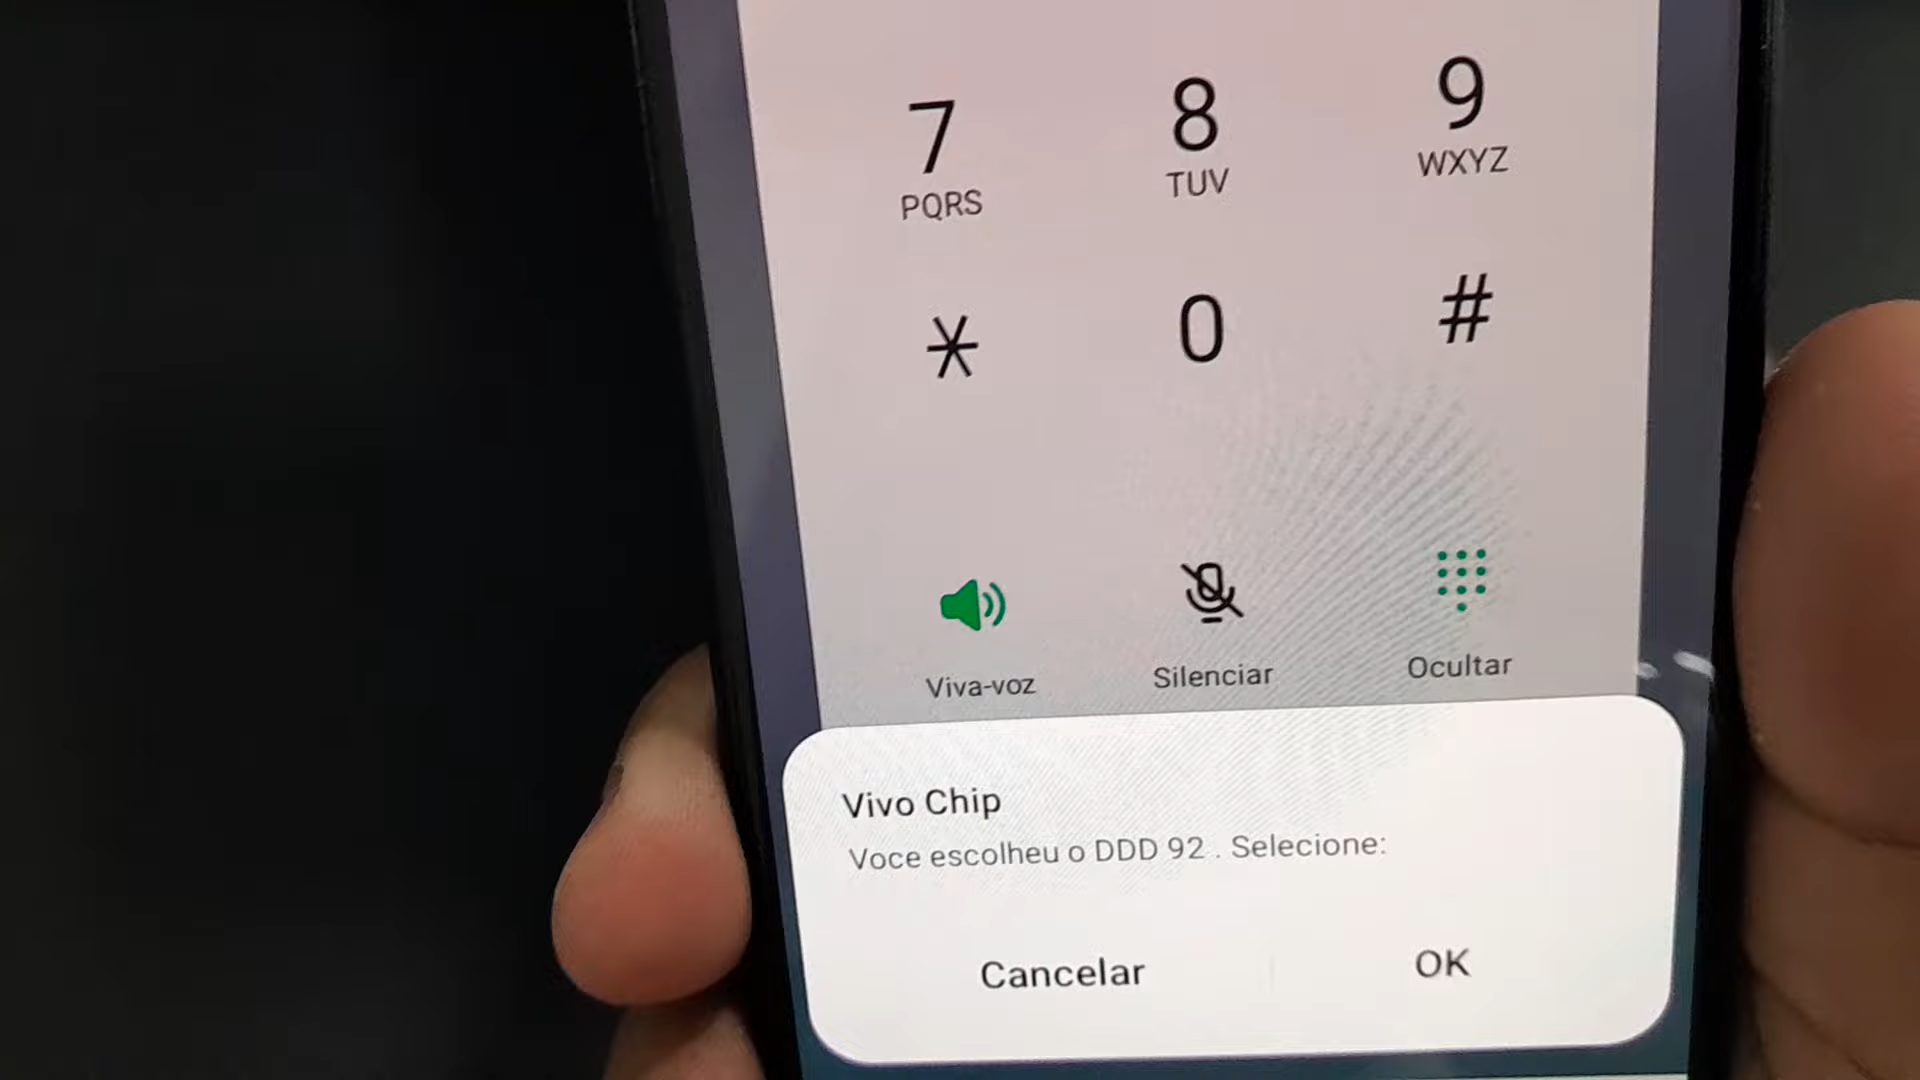 7 8 9
PQRS TUV WXYZ
* 0 #
Viva-voz Silenciar Ocultar
Vivo Chip
Voce escolheu o DDD 92 . Selecione:
Cancelar OK